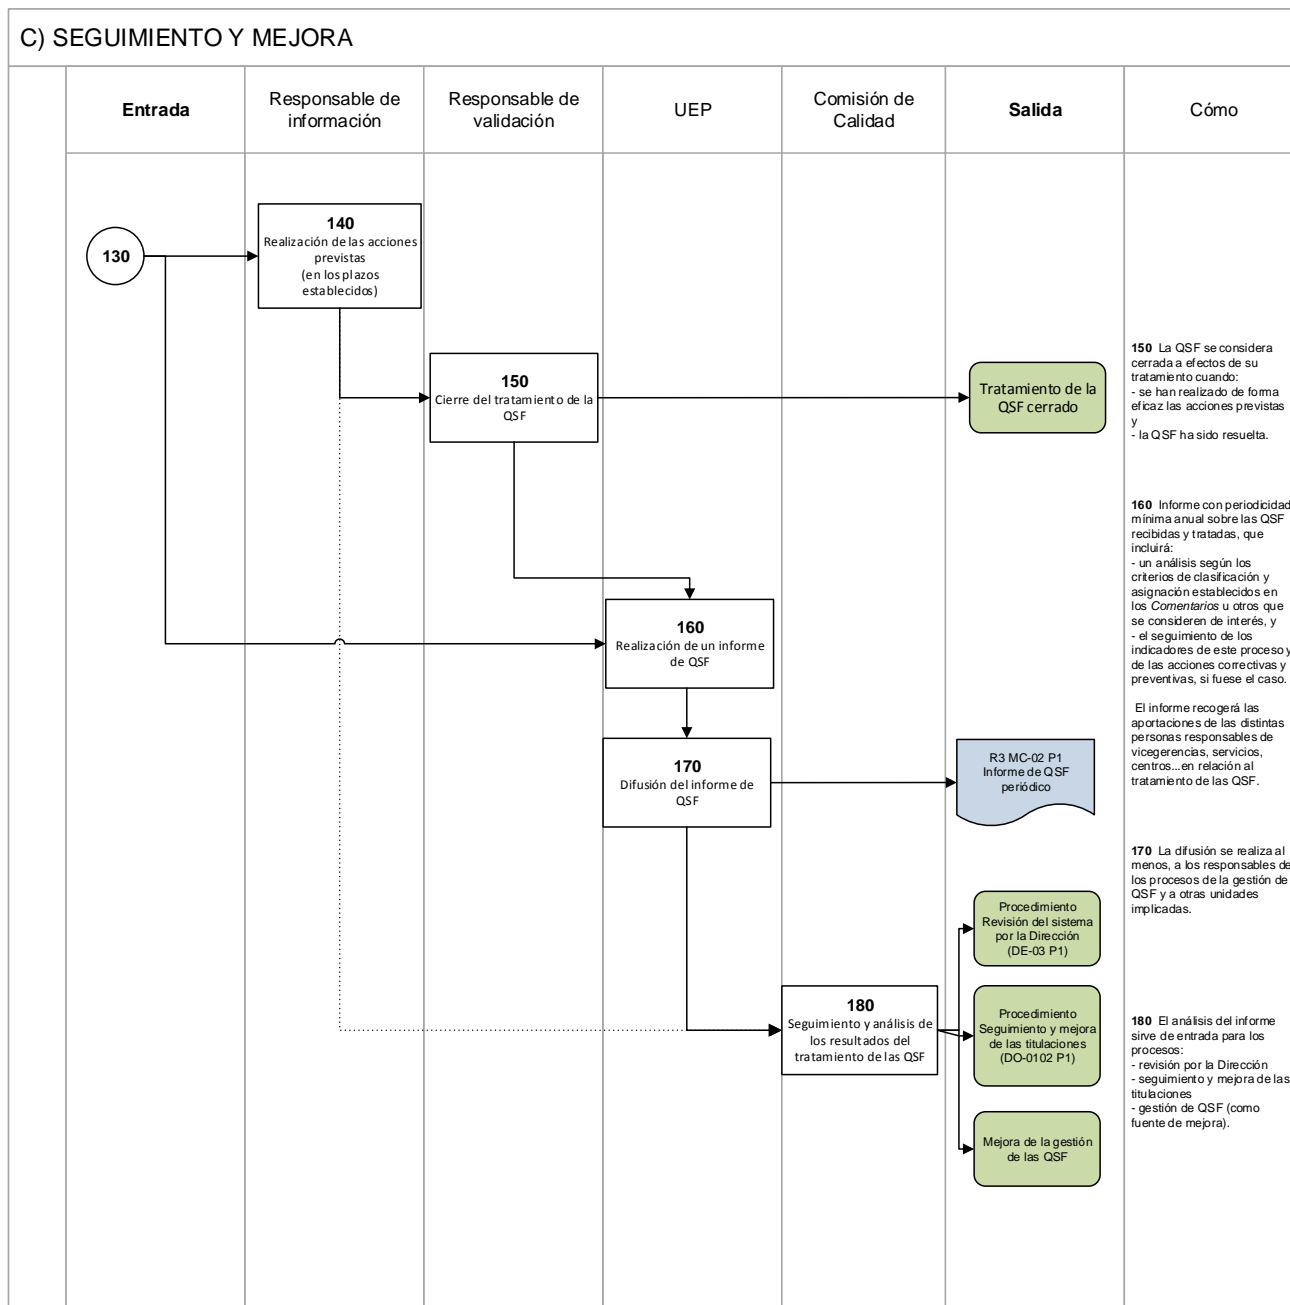 C) SEGUIMIENTO Y MEJORA
Entrada
Responsable de
información
Responsable de
validación
UEP
Comisión de
Calidad
Salida
Cómo
130
140
Realización de las acciones
previstas
(en los plazos
establecidos)
150
Cierre del tratamiento de la
QSF
Tratamiento de la
QSF cerrado
150 La QSF se considera
cerrada a efectos de su
tratamiento cuando:
- se han realizado de forma
eficaz las acciones previstas
y
- la QSF ha sido resuelta.
160
Realización de un informe
de QSF
160 Informe con periodicidad
mínima anual sobre las QSF
recibidas y tratadas, que
incluirá:
- un análisis según los
criterios de clasificación y
asignación establecidos en
los Comentarios u otros que
se consideren de interés, y
- el seguimiento de los
indicadores de este proceso y
de las acciones correctivas y
preventivas, si fuese el caso.
El informe recogerá las
aportaciones de las distintas
personas responsables de
vicegerencias, servicios,
centros...en relación al
tratamiento de las QSF.
170
Difusión del informe de
QSF
R3 MC-02 P1
Informe de QSF
periódico
170 La difusión se realiza al
menos, a los responsables de
los procesos de la gestión de
QSF y a otras unidades
implicadas.
180
Seguimiento y análisis de
los resultados del
tratamiento de las QSF
Procedimiento
Revisión del sistema
por la Dirección
(DE-03 P1)
Procedimiento
Seguimiento y mejora
de las titulaciones
(DO-0102 P1)
Mejora de la gestión
de las QSF
180 El análisis del informe
sirve de entrada para los
procesos:
- revisión por la Dirección
- seguimiento y mejora de las
titulaciones
- gestión de QSF (como
fuente de mejora).